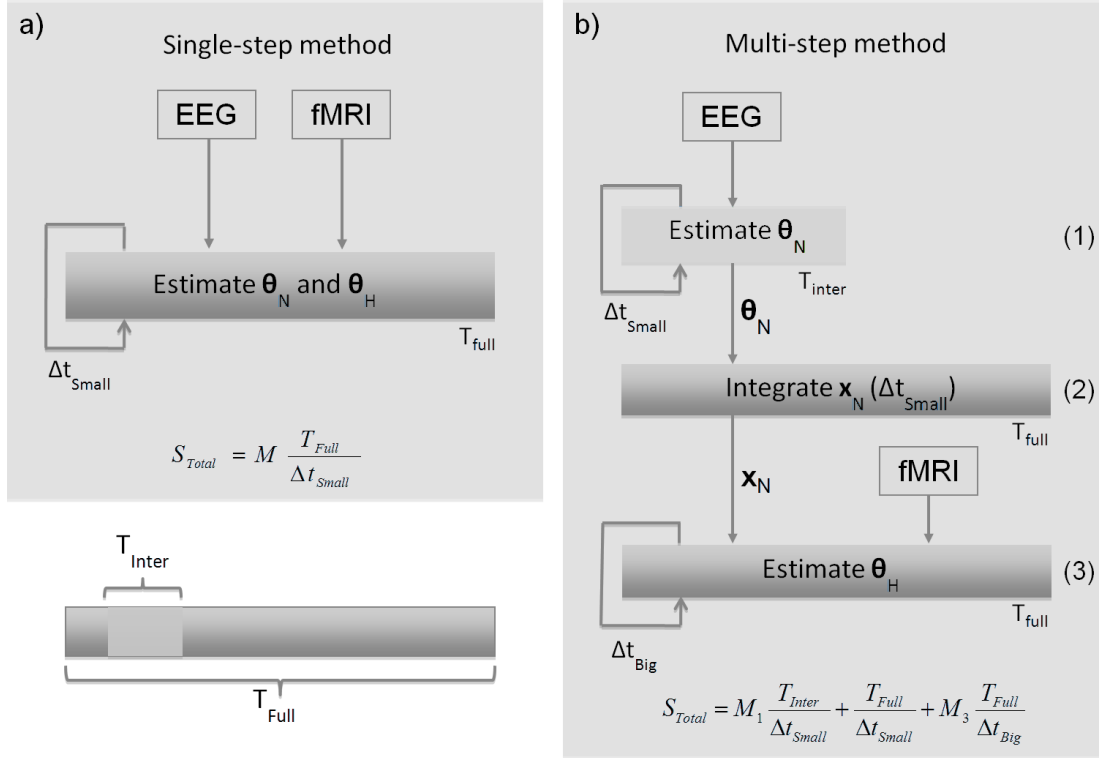 a)
Single-step method
EEG
fMRI
Estimate θN and θH
Tfull
ΔtSmall
STotal = M TFull / ΔtSmall
TInter
TFull
b)
Multi-step method
EEG
Estimate θN
(1)
Tinter
ΔtSmall
θN
Integrate xN (ΔtSmall)
(2)
Tfull
xN
fMRI
Estimate θH
(3)
Tfull
ΔtBig
STotal = M1 TInter / ΔtSmall + TFull / ΔtSmall + M3 TFull / ΔtBig